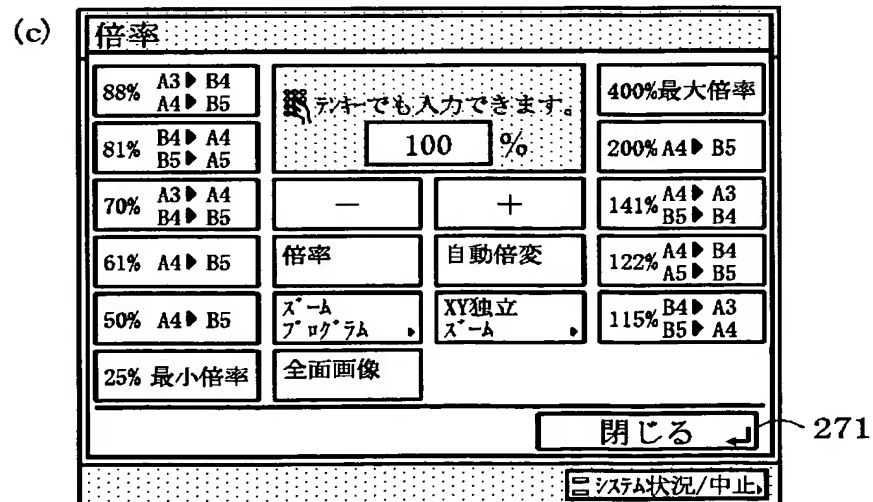 (c)
倍率
88% A3▶B4
A4▶B5
81% B4▶A4
B5▶A5
70% A3▶A4
B4▶B5
61% A4▶B5
50% A4▶B5
25% 最小倍率
テンキーでも入力できます。
100 %
－
＋
倍率
自動倍変
ズーム
プログラム ▶
XY独立
ズーム ▶
全面画像
400%最大倍率
200% A4▶B5
141% A4▶A3
B5▶B4
122% A4▶B4
A5▶B5
115% B4▶A3
B5▶A4
閉じる
271
システム状況/中止▶